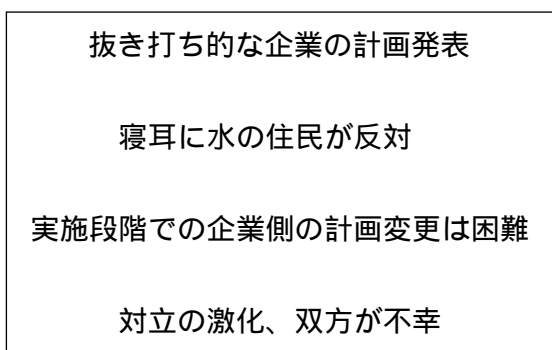 抜き打ち的な企業の計画発表
寝耳に水の住民が反対
実施段階での企業側の計画変更は困難
対立の激化、双方が不幸